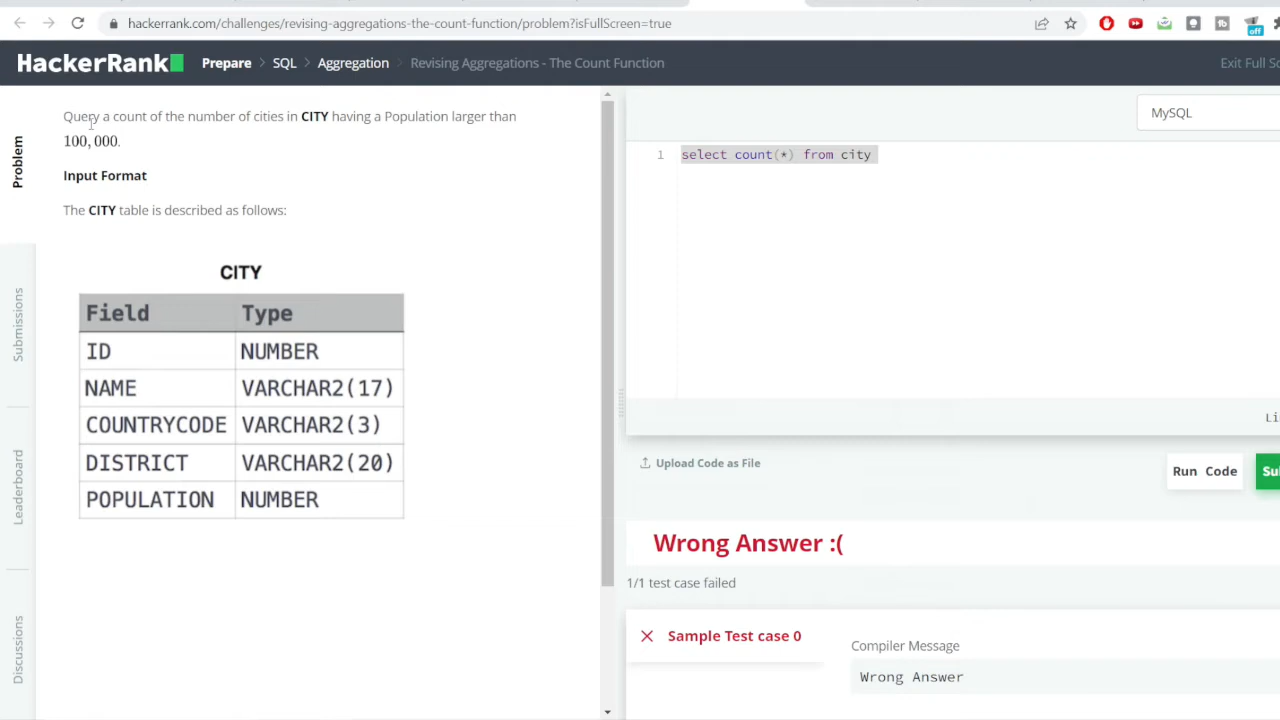 hackerrank.com/challenges/revising-aggregations-the-count-function/problem?isFullScreen=true
off
HackerRank Prepare > SQL > Aggregation > Revising Aggregations - The Count Function
Problem
Submissions
Leaderboard
Discussions
Query a count of the number of cities in CITY having a Population larger than
100,000.
Input Format
The CITY table is described as follows:
CITY
Field Type
ID NUMBER
NAME VARCHAR2(17)
COUNTRYCODE VARCHAR2(3)
DISTRICT VARCHAR2(20)
POPULATION NUMBER
Exit Full
MySQL
1 select count(*) from city
Upload Code as File
Run Code
Wrong Answer :(
1/1 test case failed
Sample Test case 0
Compiler Message
Wrong Answer